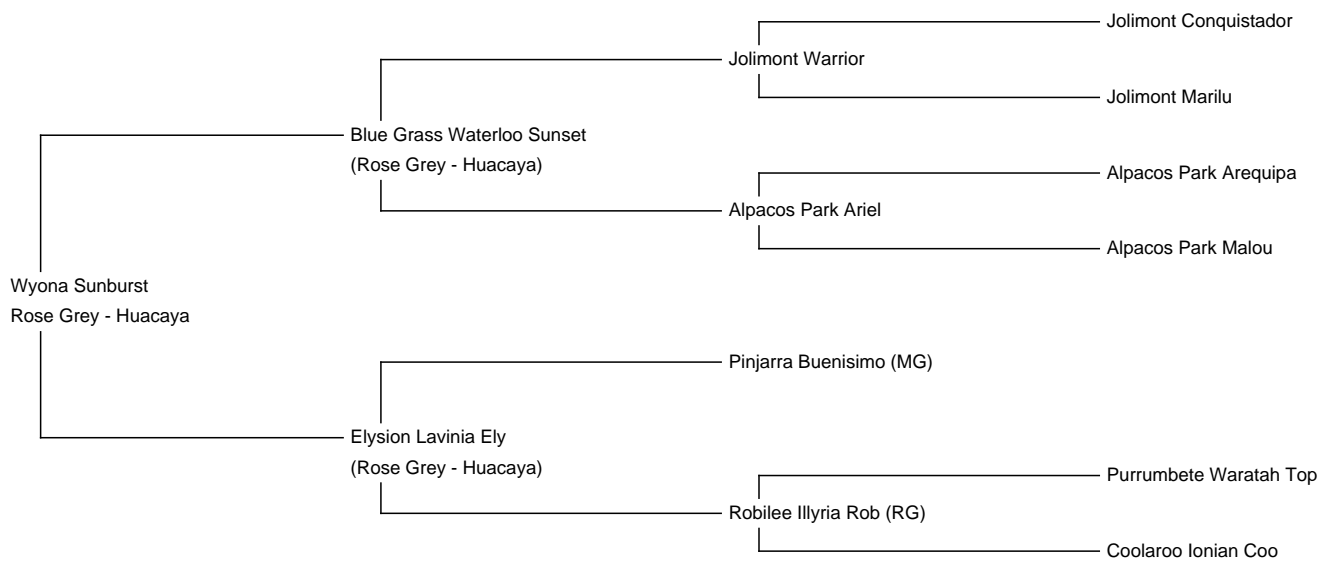 Jolimont Conquistador
Jolimont Warrior
Jolimont Marilu
Blue Grass Waterloo Sunset
(Rose Grey - Huacaya)
Alpacos Park Arequipa
Alpacos Park Ariel
Alpacos Park Malou
Wyona Sunburst
Rose Grey - Huacaya
Pinjarra Buenisimo (MG)
Elysion Lavinia Ely
(Rose Grey - Huacaya)
Purrumbete Waratah Top
Robilee Illyria Rob (RG)
Coolaroo Ionian Coo